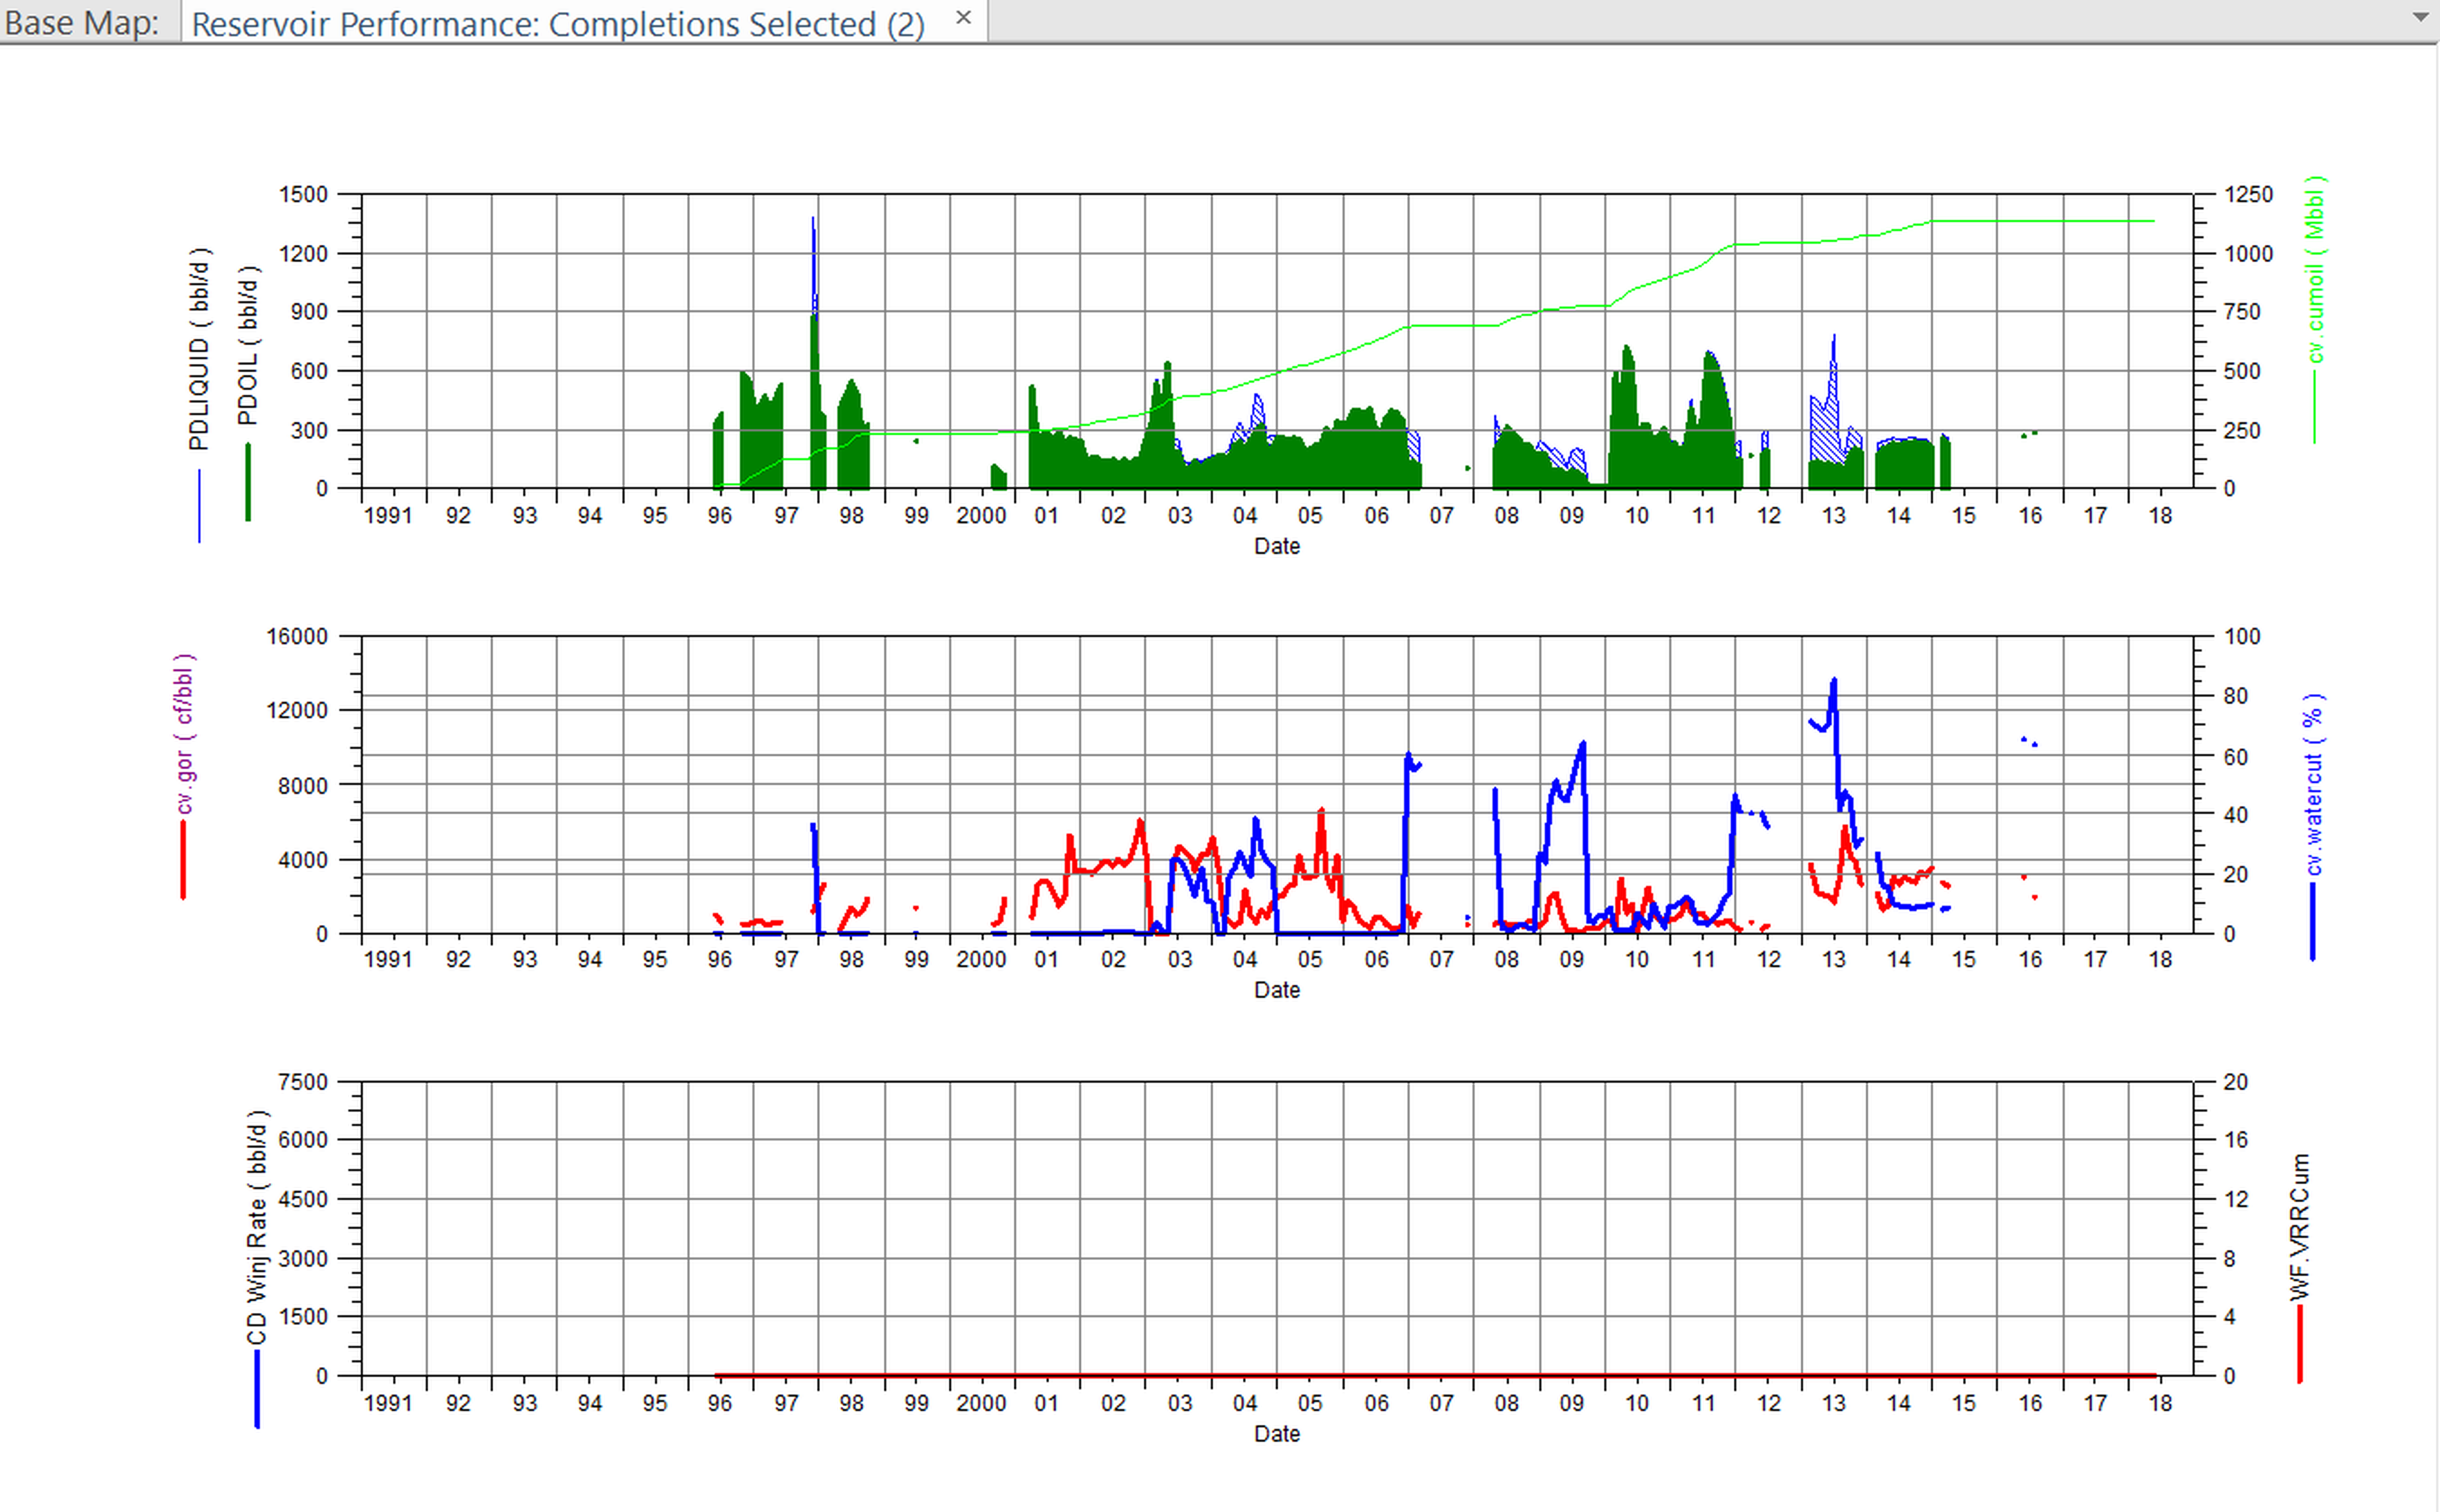 Base Map:
Reservoir Performance: Completions Selected (2) ×
PDLIQUID ( bbl/d )
PDOIL ( bbl/d )
1500
1200
900
600
300
0
1250
1000
750
500
250
0
cv.cumoil ( Mbbl )
1991 92 93 94 95 96 97 98 99 2000 01 02 03 04 05 06 07 08 09 10 11 12 13 14 15 16 17 18
Date
cv.gor ( cf/bbl )
16000
12000
8000
4000
0
100
80
60
40
20
0
cv.watercut ( % )
1991 92 93 94 95 96 97 98 99 2000 01 02 03 04 05 06 07 08 09 10 11 12 13 14 15 16 17 18
Date
CD Winj Rate ( bbl/d )
7500
6000
4500
3000
1500
0
20
16
12
8
4
0
WF.VRRCum
1991 92 93 94 95 96 97 98 99 2000 01 02 03 04 05 06 07 08 09 10 11 12 13 14 15 16 17 18
Date